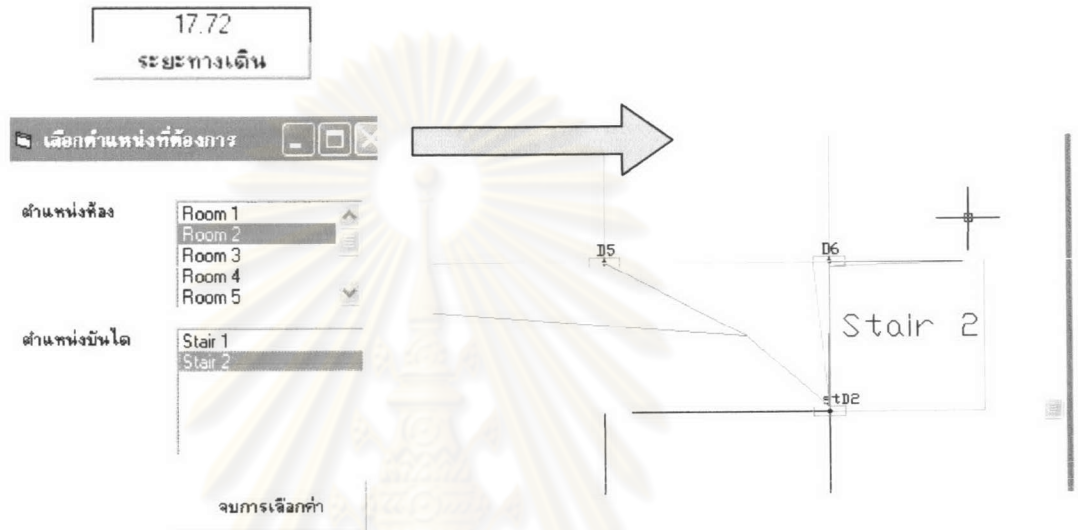 17.72
ระยะทางเดิน
เลือกตำแหน่งที่ต้องการ
ตำแหน่งห้อง
Room 1
Room 2
Room 3
Room 4
Room 5
ตำแหน่งบันได
Stair 1
Stair 2
จบการเลือกค่า
D5
D6
Stair 2
StD2